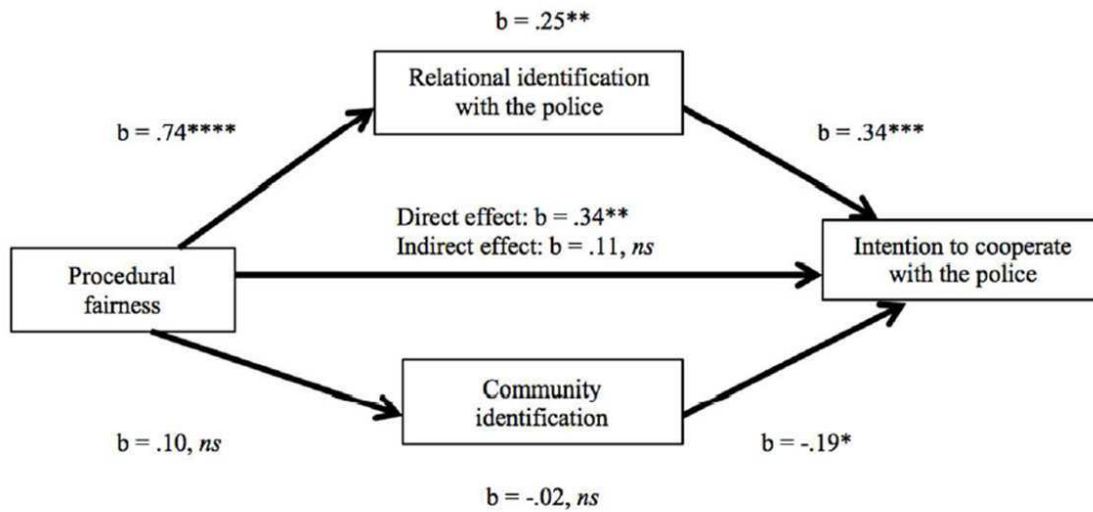 b = .25**
Relational identification
with the police
b = .74****
b = .34***
Direct effect: b = .34**
Indirect effect: b = .11, ns
Procedural
fairness
Intention to cooperate
with the police
Community
identification
b = .10, ns
b = -.19*
b = -.02, ns